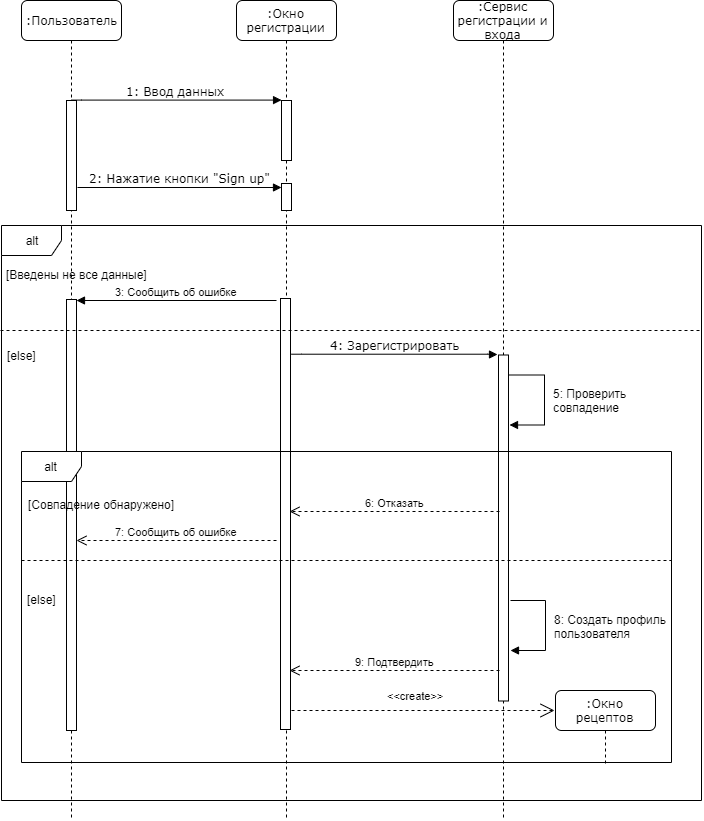 :Пользователь
:Окно
регистрации
:Сервис
регистрации и
входа
1: Ввод данных
2: Нажатие кнопки "Sign up"
alt
[Введены не все данные]
3: Сообщить об ошибке
[else]
4: Зарегистрировать
5: Проверить
совпадение
alt
[Совпадение обнаружено]
6: Отказать
7: Сообщить об ошибке
[else]
8: Создать профиль
пользователя
9: Подтвердить
<<create>>
:Окно
рецептов